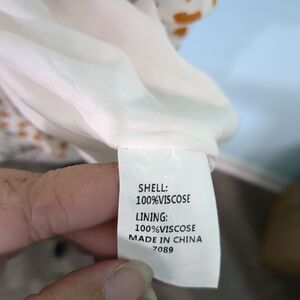 SHELL:
100%VISCOSE
LINING:
100%VISCOSE
MADE IN CHINA
7089